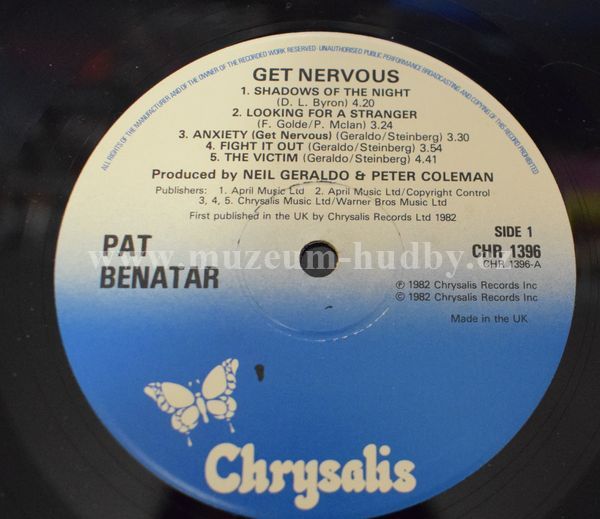 ALL RIGHTS OF THE MANUFACTURER AND OF THE OWNER OF THE RECORDED WORK RESERVED · UNAUTHORISED PUBLIC PERFORMANCE BROADCASTING AND COPYING OF THIS RECORD PROHIBITED
GET NERVOUS
1. SHADOWS OF THE NIGHT
(D. L. Byron) 4.20
2. LOOKING FOR A STRANGER
(F. Golde/P. McIan) 3.24
3. ANXIETY (Get Nervous) (Geraldo/Steinberg) 3.30
4. FIGHT IT OUT (Geraldo/Steinberg) 3.54
5. THE VICTIM (Geraldo/Steinberg) 4.41
Produced by NEIL GERALDO & PETER COLEMAN
Publishers: 1. April Music Ltd 2. April Music Ltd/Copyright Control
3, 4, 5. Chrysalis Music Ltd/Warner Bros Music Ltd
First published in the UK by Chrysalis Records Ltd 1982
PAT
BENATAR
SIDE 1
CHR 1396
CHR 1396-A
www.muzeum-hudby.cz
℗ 1982 Chrysalis Records Inc
© 1982 Chrysalis Records Inc
Made in the UK
Chrysalis